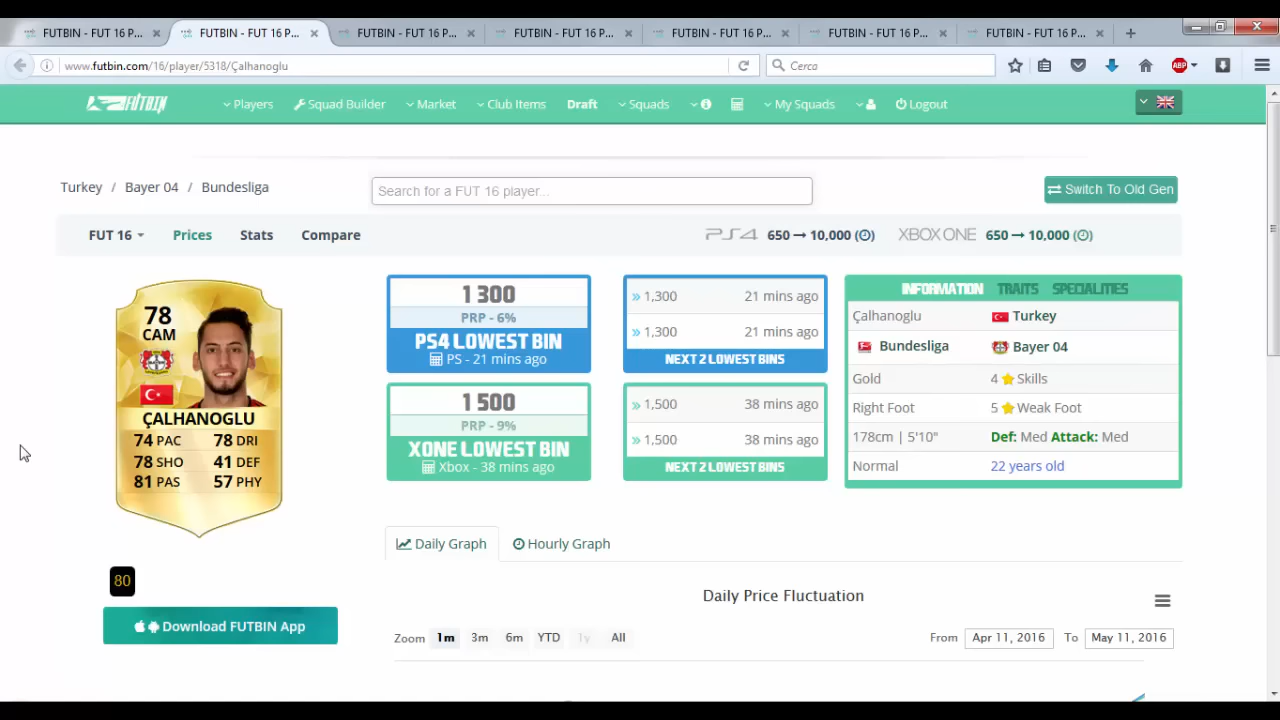 FUTBIN - FUT 16 P... FUTBIN - FUT 16 P... FUTBIN - FUT 16 P... FUTBIN - FUT 16 P... FUTBIN - FUT 16 P... FUTBIN - FUT 16 P... FUTBIN - FUT 16 P...
www.futbin.com/16/player/5318/Çalhanoglu Cerca ABP
FUTBIN Players Squad Builder Market Club Items Draft Squads My Squads Logout
Turkey / Bayer 04 / Bundesliga Search for a FUT 16 player... Switch To Old Gen
FUT 16 Prices Stats Compare PS4 650 → 10,000 XBOX ONE 650 → 10,000
78
CAM
ÇALHANOGLU
74 PAC 78 DRI
78 SHO 41 DEF
81 PAS 57 PHY
80
Download FUTBIN App
1 300
PRP - 6%
PS4 LOWEST BIN
PS - 21 mins ago
1,300 21 mins ago
1,300 21 mins ago
NEXT 2 LOWEST BINS
1 500
PRP - 9%
XONE LOWEST BIN
Xbox - 38 mins ago
1,500 38 mins ago
1,500 38 mins ago
NEXT 2 LOWEST BINS
INFORMATION TRAITS SPECIALITIES
Çalhanoglu Turkey
Bundesliga Bayer 04
Gold 4 Skills
Right Foot 5 Weak Foot
178cm | 5'10" Def: Med Attack: Med
Normal 22 years old
Daily Graph Hourly Graph
Daily Price Fluctuation
Zoom 1m 3m 6m YTD 1y All From Apr 11, 2016 To May 11, 2016